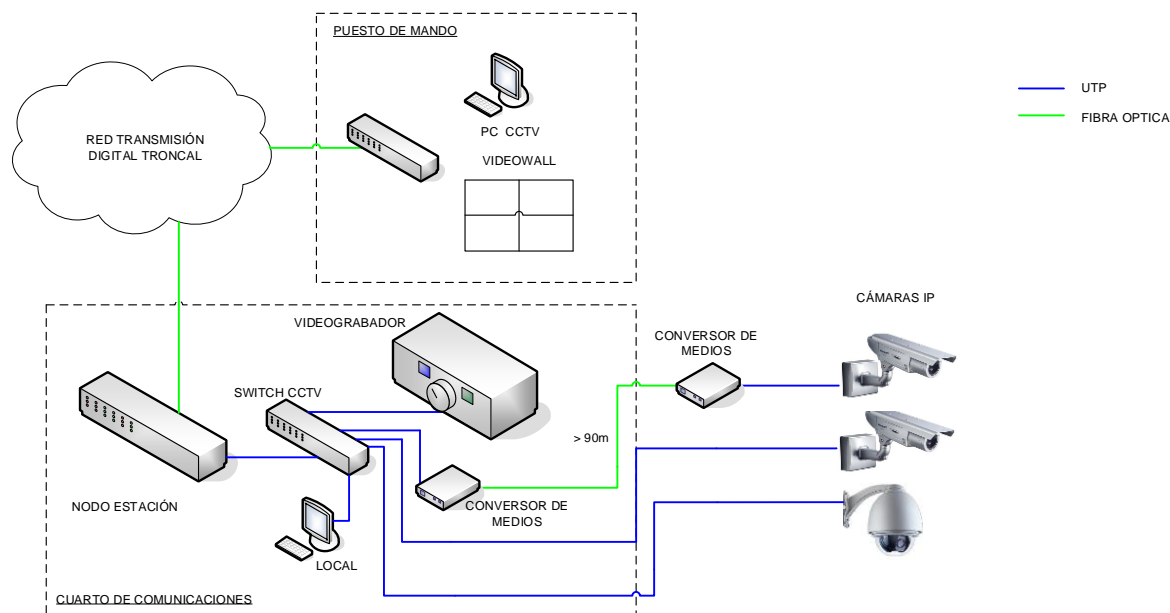 PUESTO DE MANDO
UTP
FIBRA OPTICA
RED TRANSMISIÓN
DIGITAL TRONCAL
PC CCTV
VIDEOWALL
CÁMARAS IP
VIDEOGRABADOR
CONVERSOR DE
MEDIOS
SWITCH CCTV
> 90m
NODO ESTACIÓN
CONVERSOR DE
MEDIOS
LOCAL
CUARTO DE COMUNICACIONES